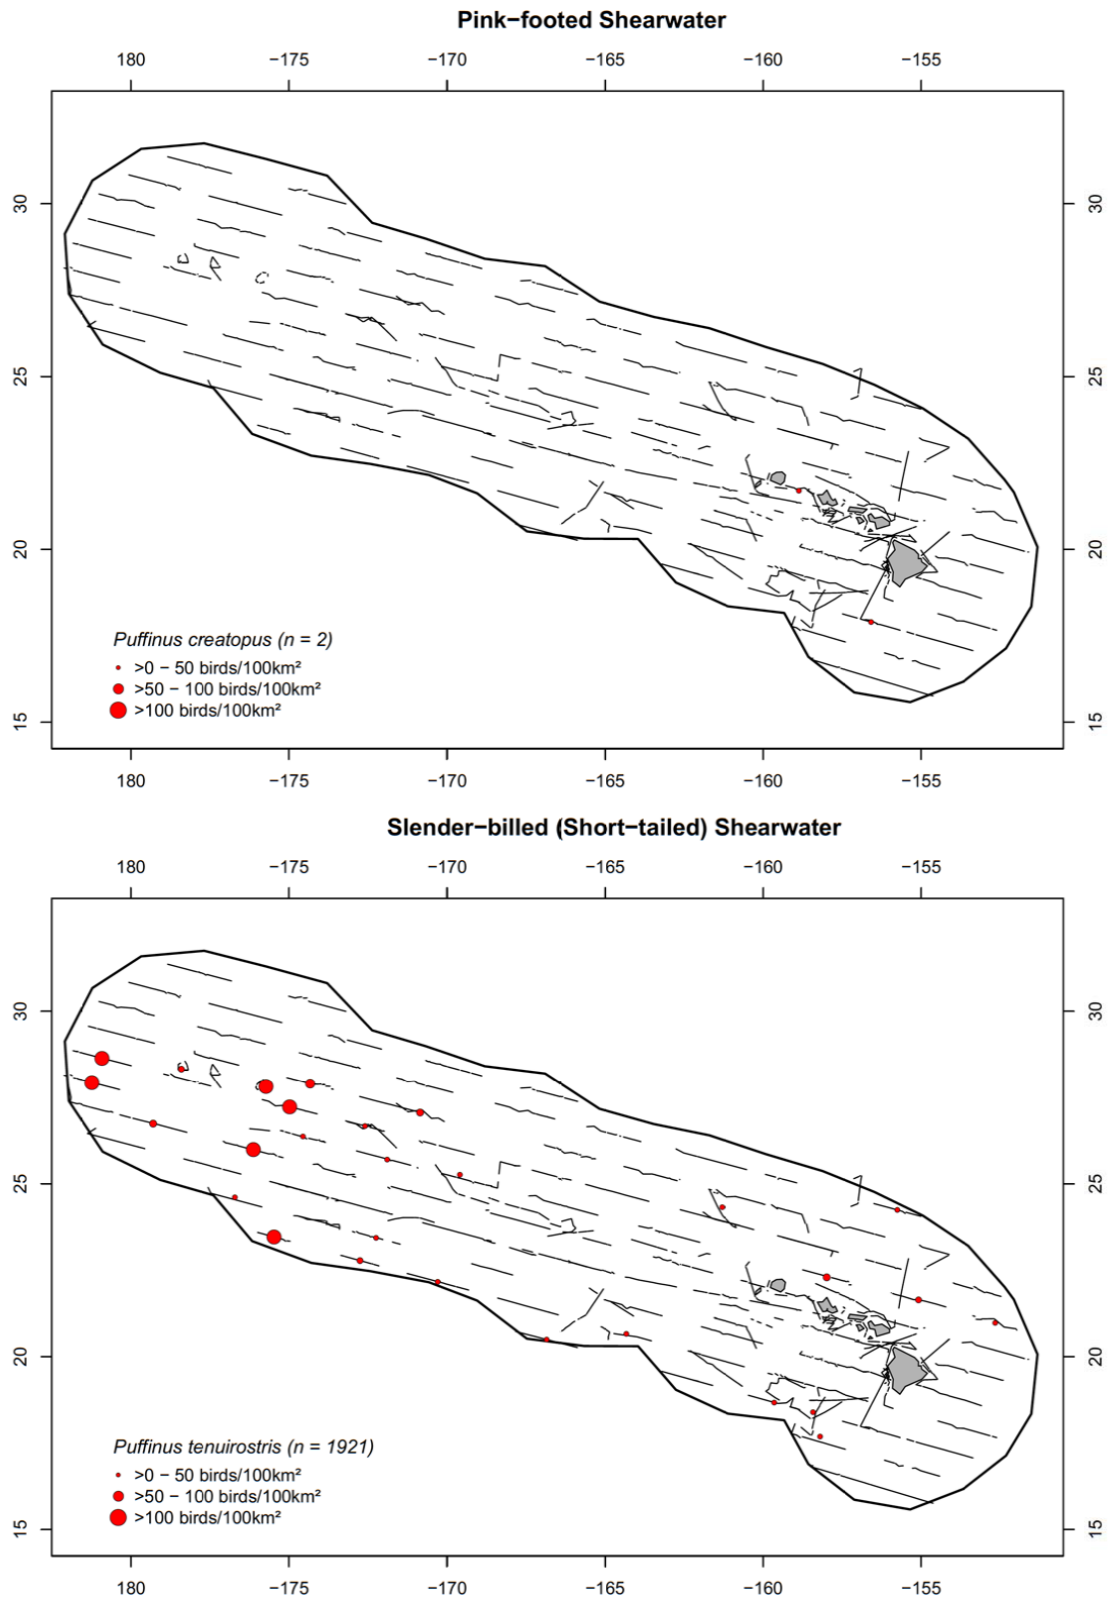 Pink−footed Shearwater
180 −175 −170 −165 −160 −155
30 30
25 25
20 20
15 15
Puffinus creatopus (n = 2)
>0 − 50 birds/100km²
>50 − 100 birds/100km²
>100 birds/100km²
180 −175 −170 −165 −160 −155
Slender−billed (Short−tailed) Shearwater
180 −175 −170 −165 −160 −155
30 30
25 25
20 20
15 15
Puffinus tenuirostris (n = 1921)
>0 − 50 birds/100km²
>50 − 100 birds/100km²
>100 birds/100km²
180 −175 −170 −165 −160 −155